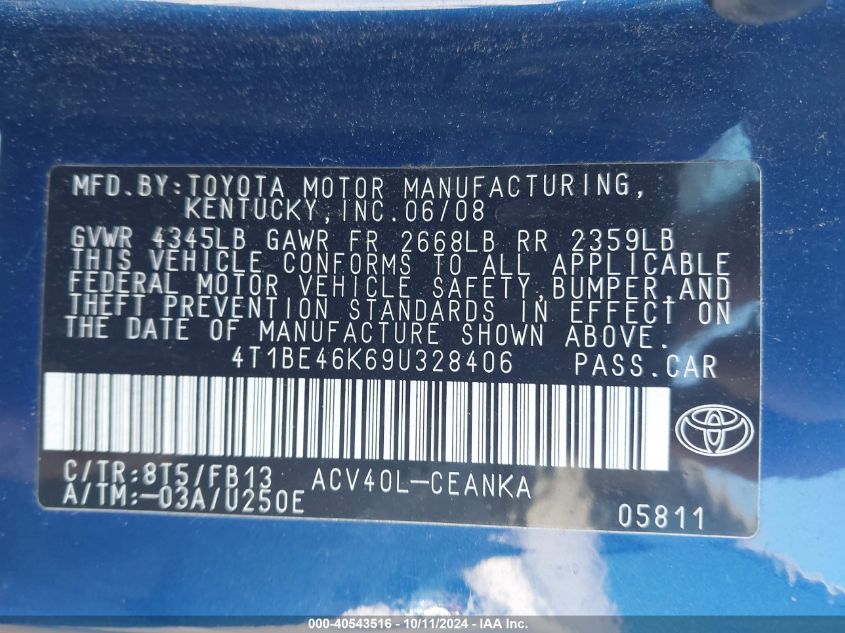 MFD.BY:TOYOTA MOTOR MANUFACTURING,
KENTUCKY,INC.06/08
GVWR 4345LB GAWR FR 2668LB RR 2359LB
THIS VEHICLE CONFORMS TO ALL APPLICABLE
FEDERAL MOTOR VEHICLE SAFETY,BUMPER,AND
THEFT PREVENTION STANDARDS IN EFFECT ON
THE DATE OF MANUFACTURE SHOWN ABOVE.
4T1BE46K69U328406 PASS.CAR
C/TR:8T5/FB13 ACV40L-CEANKA
A/TM:-03A/U250E
05811
000-40543516 - 10/11/2024 - IAA Inc.